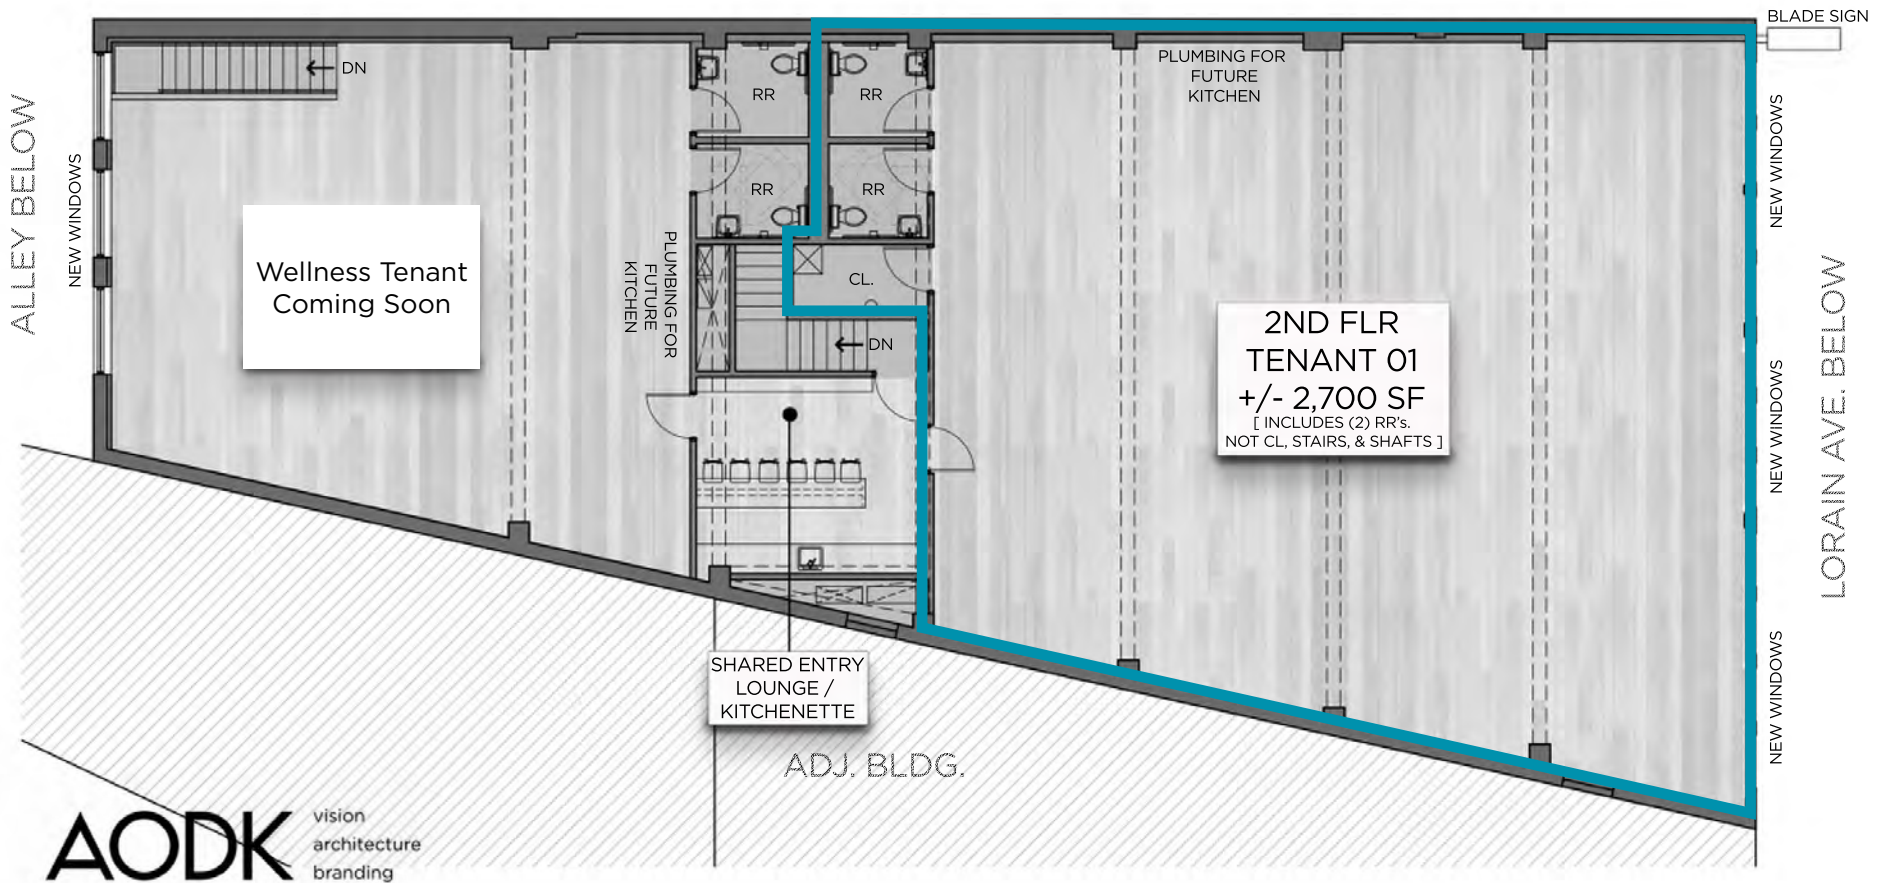 BLADE SIGN
DN
PLUMBING FOR
FUTURE
KITCHEN
RR
RR
RR
RR
ALLEY BELOW
NEW WINDOWS
NEW WINDOWS
Wellness Tenant
Coming Soon
PLUMBING FOR
FUTURE
KITCHEN
CL.
DN
2ND FLR
TENANT 01
+/- 2,700 SF
[ INCLUDES (2) RR's.
NOT CL, STAIRS, & SHAFTS ]
NEW WINDOWS
LORAIN AVE. BELOW
NEW WINDOWS
SHARED ENTRY
LOUNGE /
KITCHENETTE
ADJ. BLDG.
AODK
vision
architecture
branding